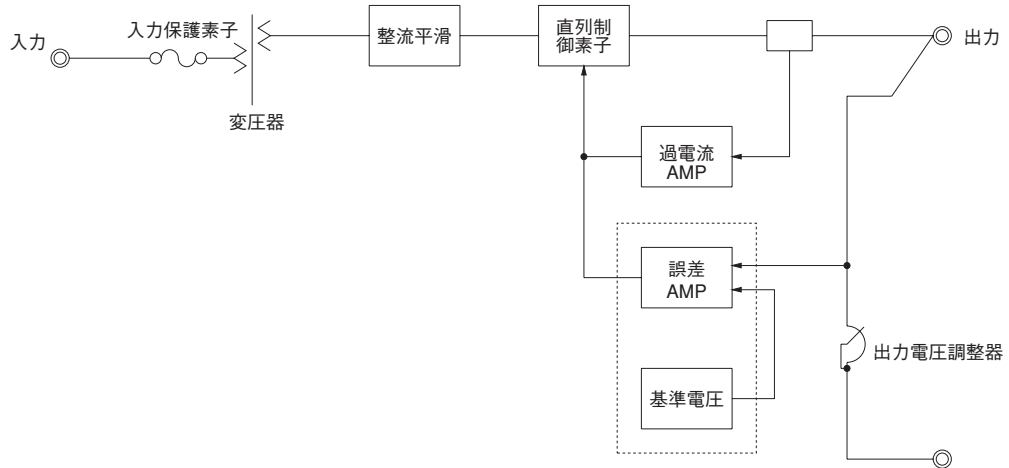 入力
入力保護素子
変圧器
整流平滑
直列制
御素子
出力
過電流
AMP
誤差
AMP
基準電圧
出力電圧調整器